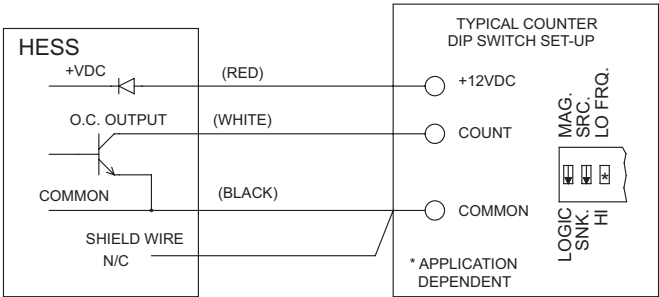 HESS
+VDC
(RED)
O.C. OUTPUT
(WHITE)
COMMON
(BLACK)
SHIELD WIRE
N/C
TYPICAL COUNTER
DIP SWITCH SET-UP
+12VDC
COUNT
COMMON
MAG.
SRC.
LO FRQ.
*
LOGIC
SNK.
HI
* APPLICATION
DEPENDENT